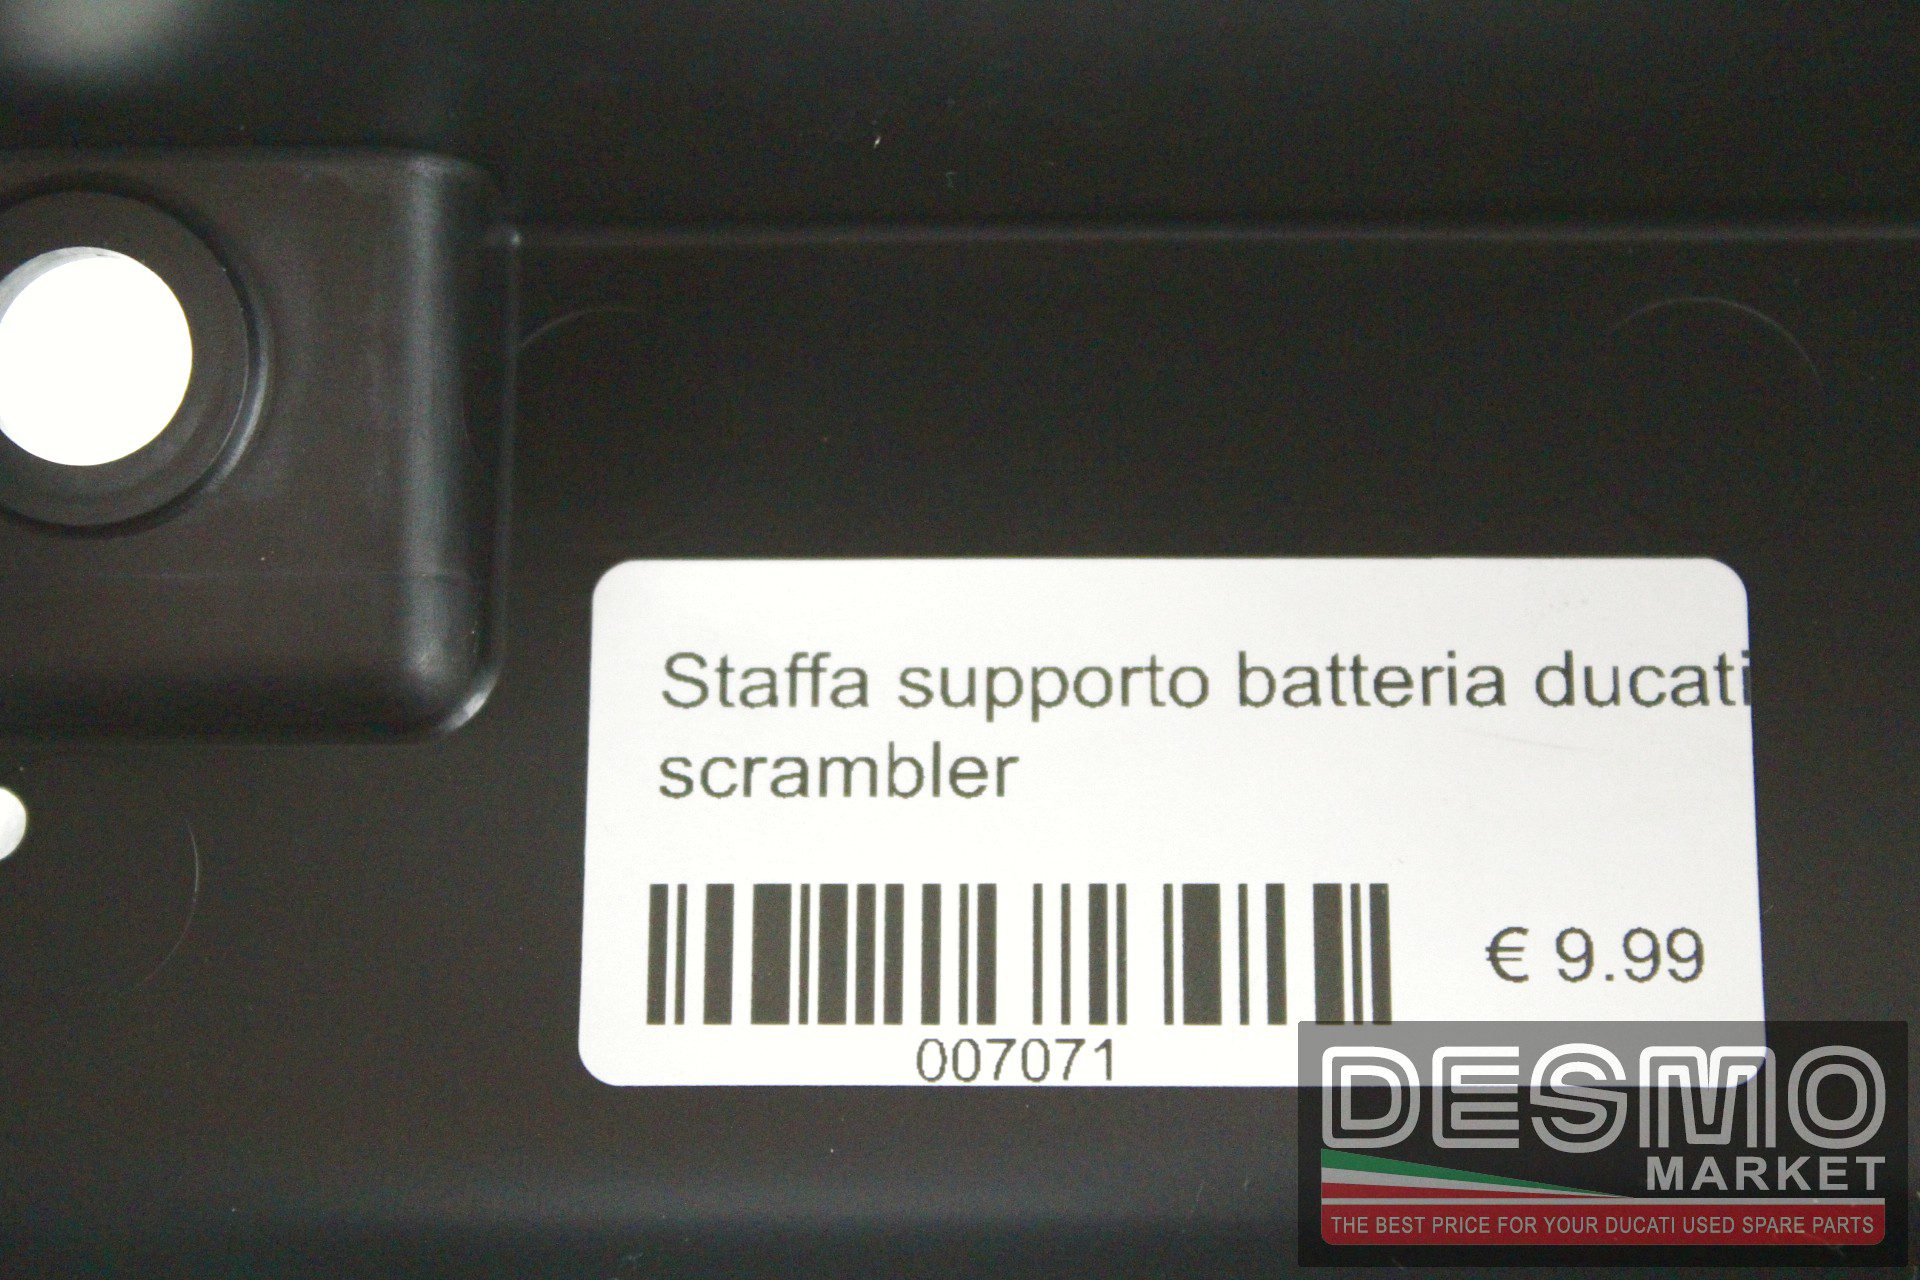 Staffa supporto batteria ducati
scrambler
€ 9.99
007071
DESMO
MARKET
THE BEST PRICE FOR YOUR DUCATI USED SPARE PARTS